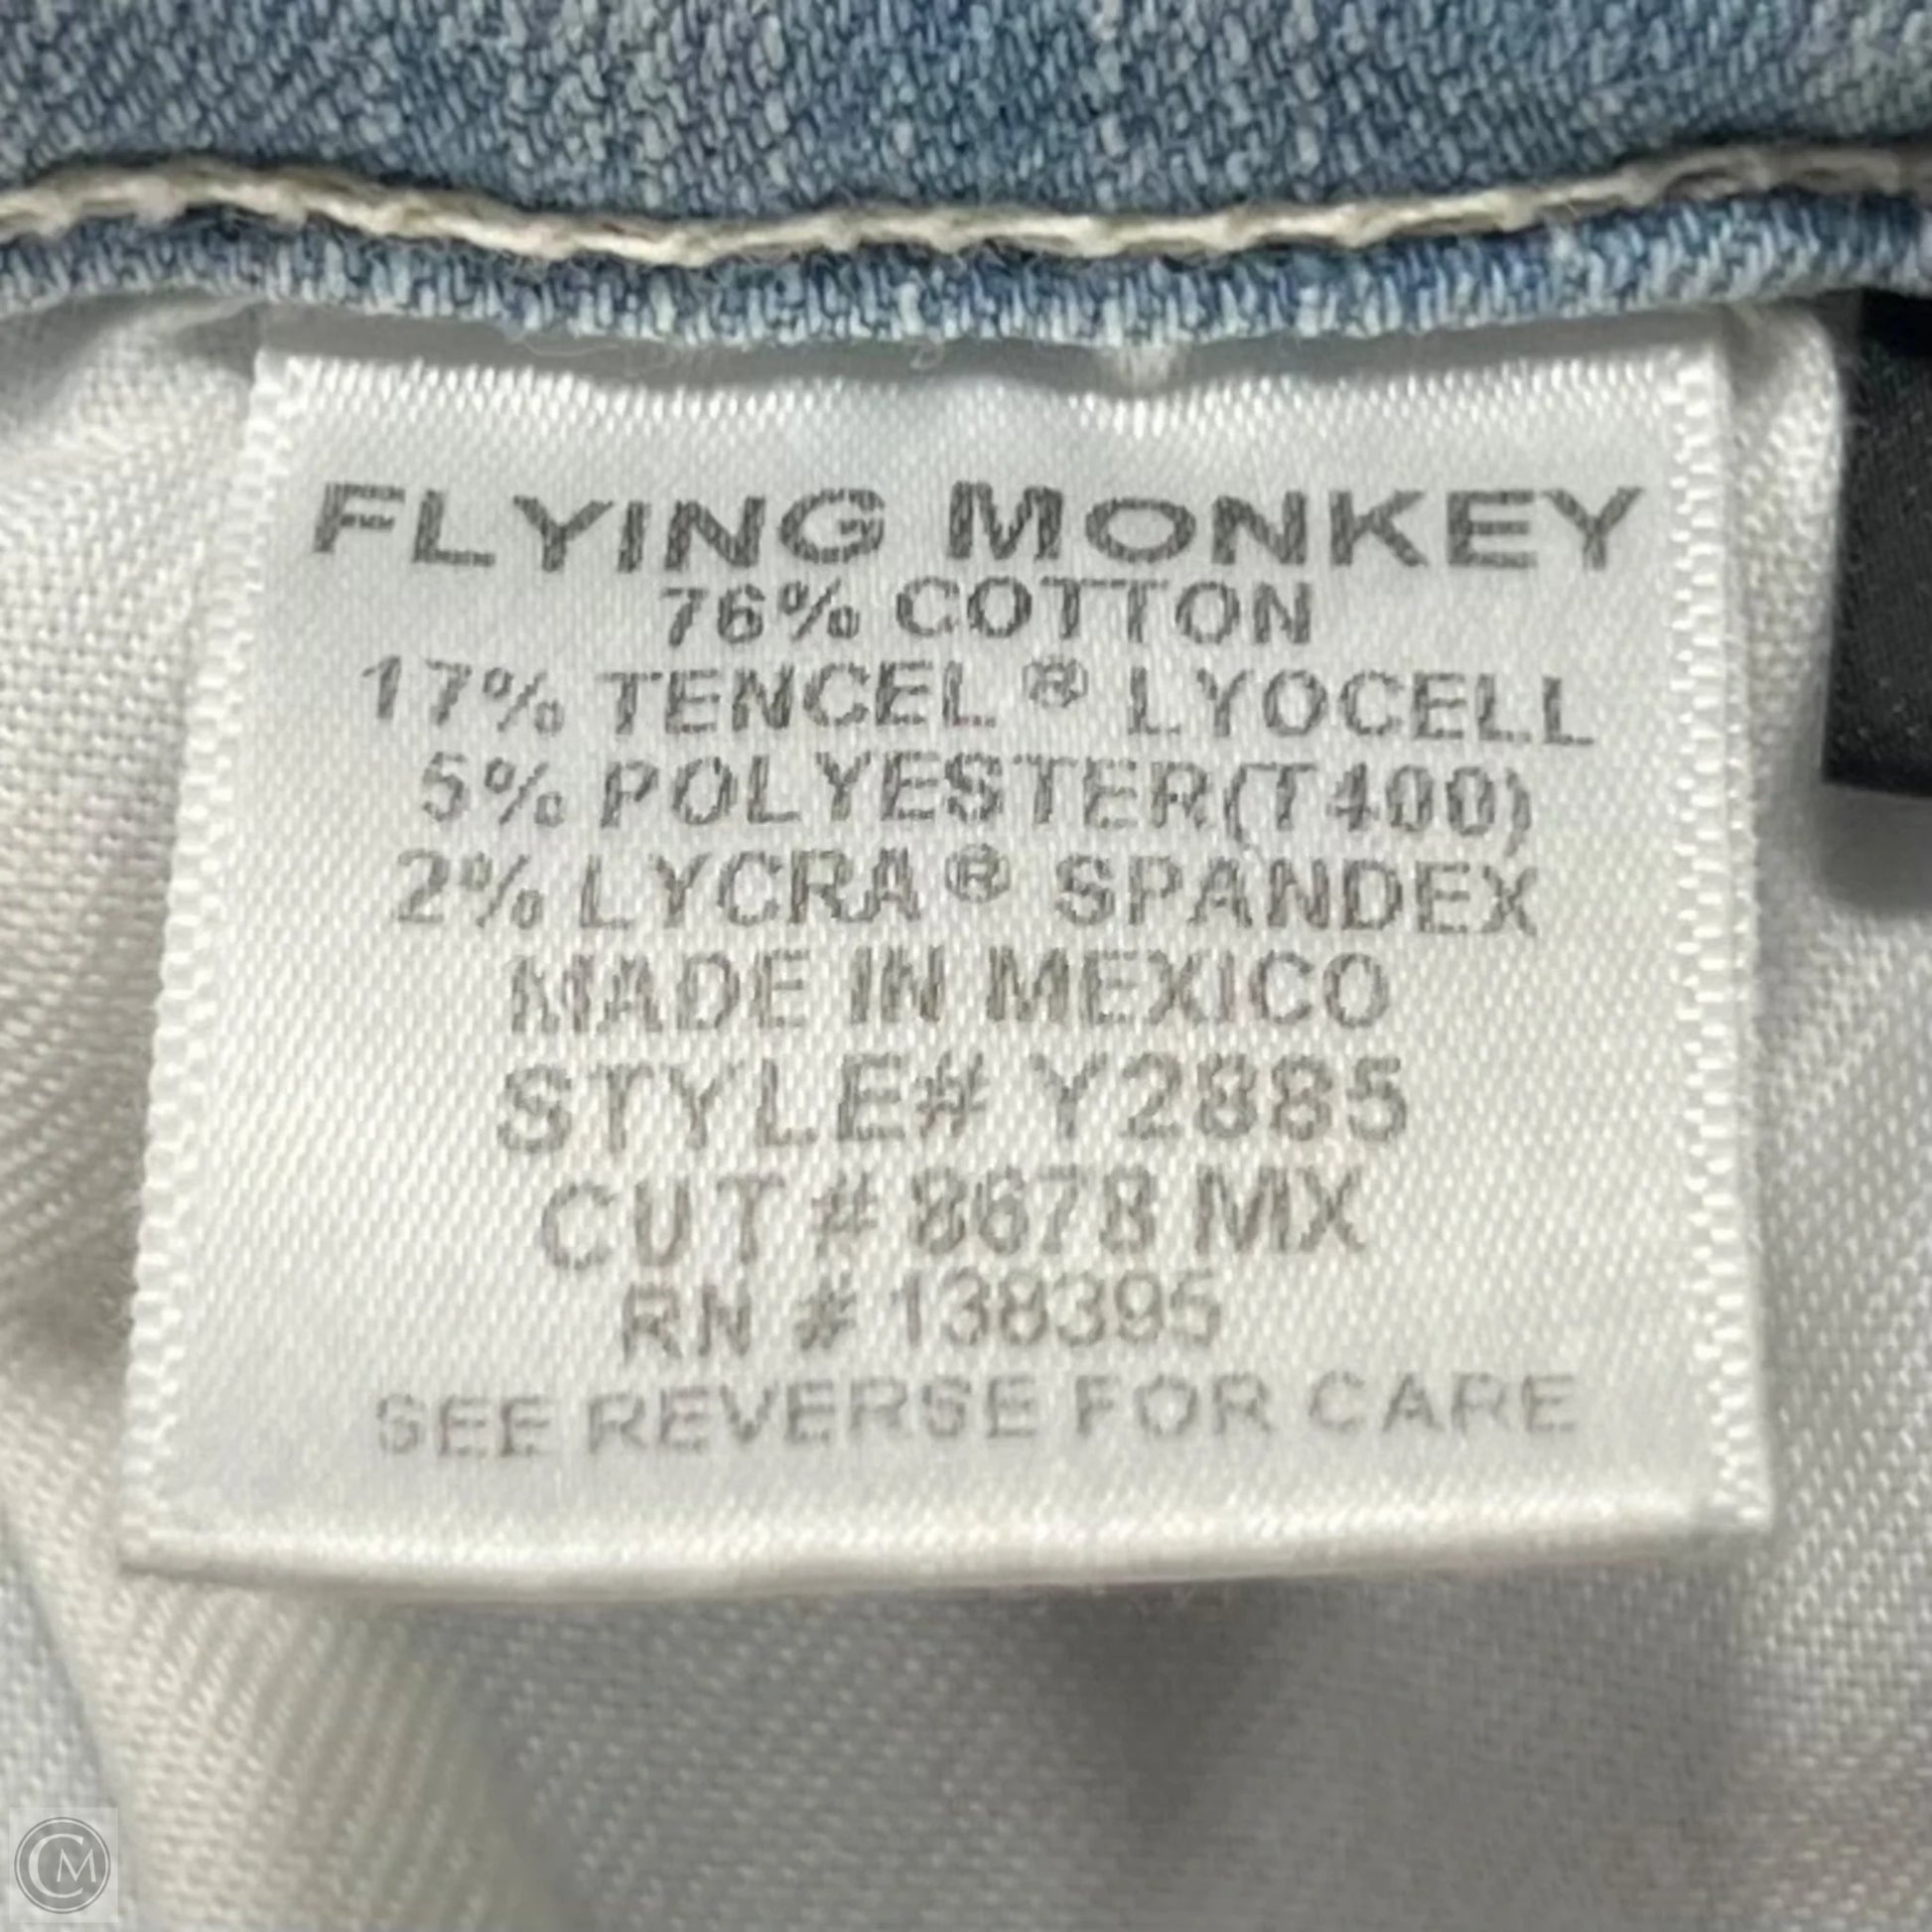 FLYING MONKEY
76% COTTON
17% TENCEL® LYOCELL
5% POLYESTER(T400)
2% LYCRA® SPANDEX
MADE IN MEXICO
STYLE# Y2885
CUT # 8678 MX
RN # 138395
SEE REVERSE FOR CARE
CM